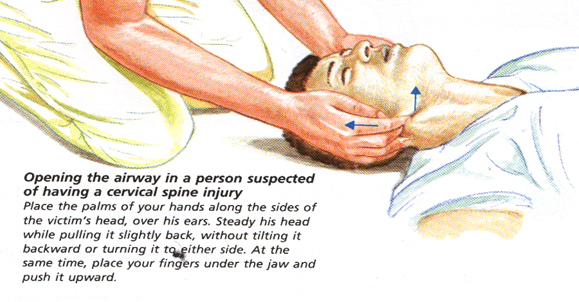 Opening the airway in a person suspected
of having a cervical spine injury
Place the palms of your hands along the sides of
the victim's head, over his ears. Steady his head
while pulling it slightly back, without tilting it
backward or turning it to either side. At the
same time, place your fingers under the jaw and
push it upward.